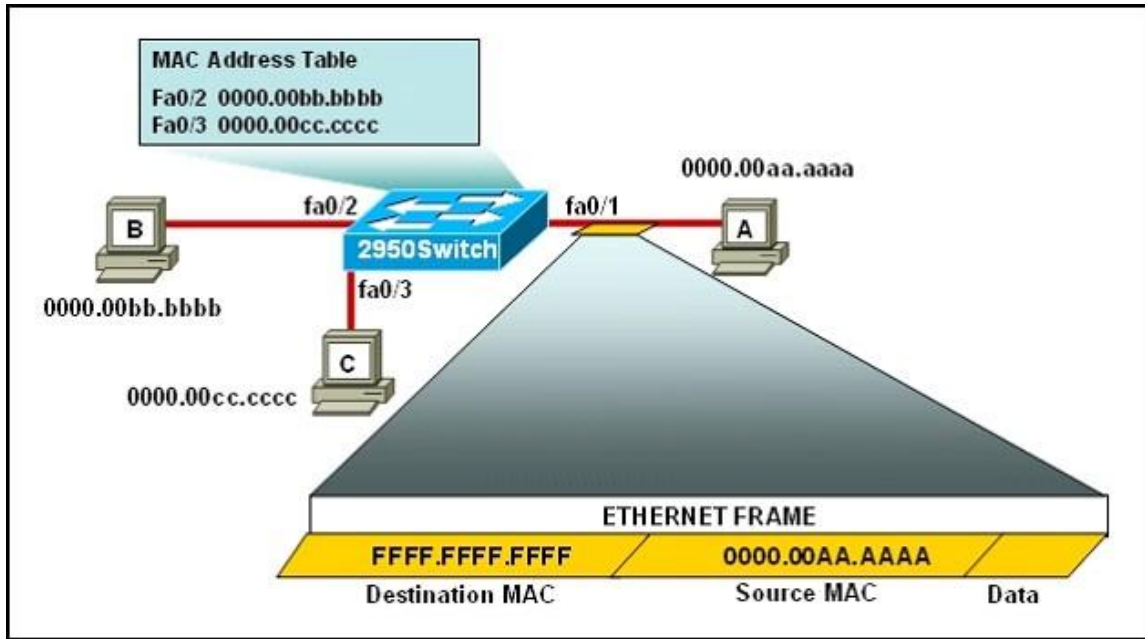 MAC Address Table
Fa0/2 0000.00bb.bbbb
Fa0/3 0000.00cc.cccc
0000.00aa.aaaa
fa0/2
fa0/1
B
A
2950Switch
fa0/3
0000.00bb.bbbb
C
0000.00cc.cccc
ETHERNET FRAME
FFFF.FFFF.FFFF 0000.00AA.AAAA
Destination MAC Source MAC Data